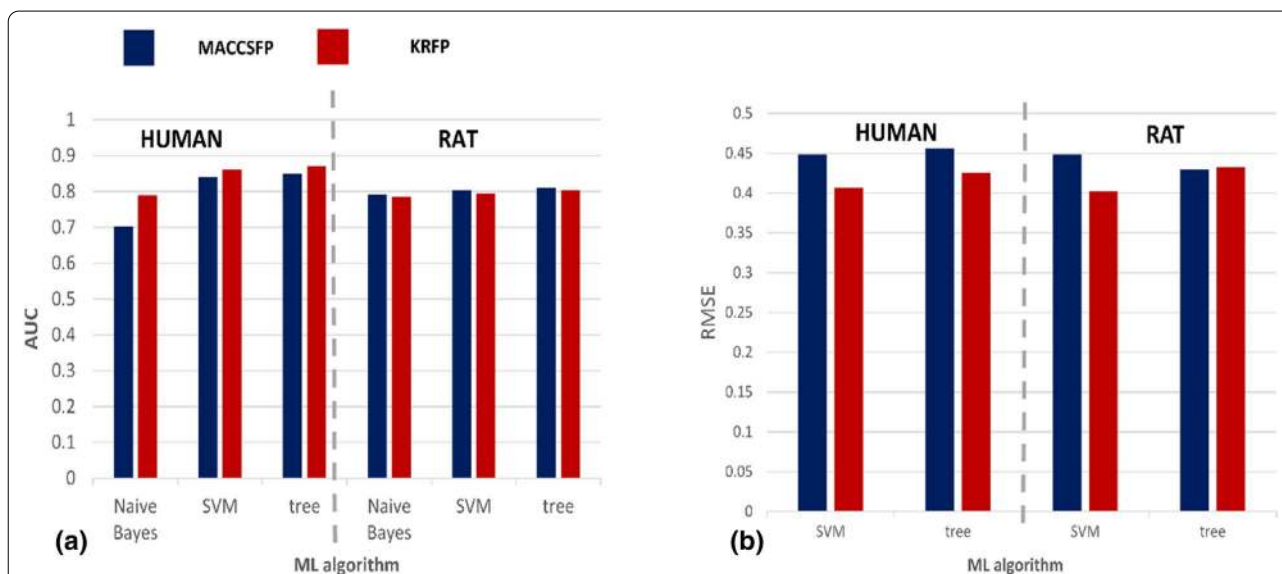 MACCSFP KRFP
HUMAN RAT
AUC
1
0.9
0.8
0.7
0.6
0.5
0.4
0.3
0.2
0.1
0
Naive Bayes SVM tree Naive Bayes SVM tree
(a)
ML algorithm
HUMAN RAT
RMSE
0.5
0.45
0.4
0.35
0.3
0.25
0.2
0.15
0.1
0.05
0
SVM tree SVM tree
(b)
ML algorithm